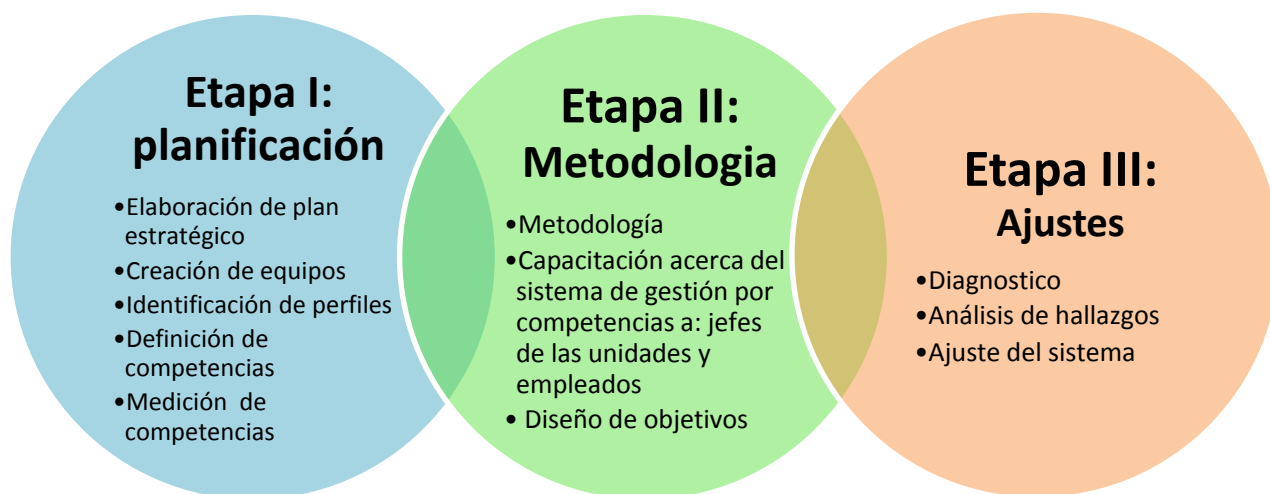 Etapa I:
planificación
•Elaboración de plan
estratégico
•Creación de equipos
•Identificación de perfiles
•Definición de
competencias
•Medición de
competencias
Etapa II:
Metodologia
•Metodología
•Capacitación acerca del
sistema de gestión por
competencias a: jefes
de las unidades y
empleados
• Diseño de objetivos
Etapa III:
Ajustes
•Diagnostico
•Análisis de hallazgos
•Ajuste del sistema